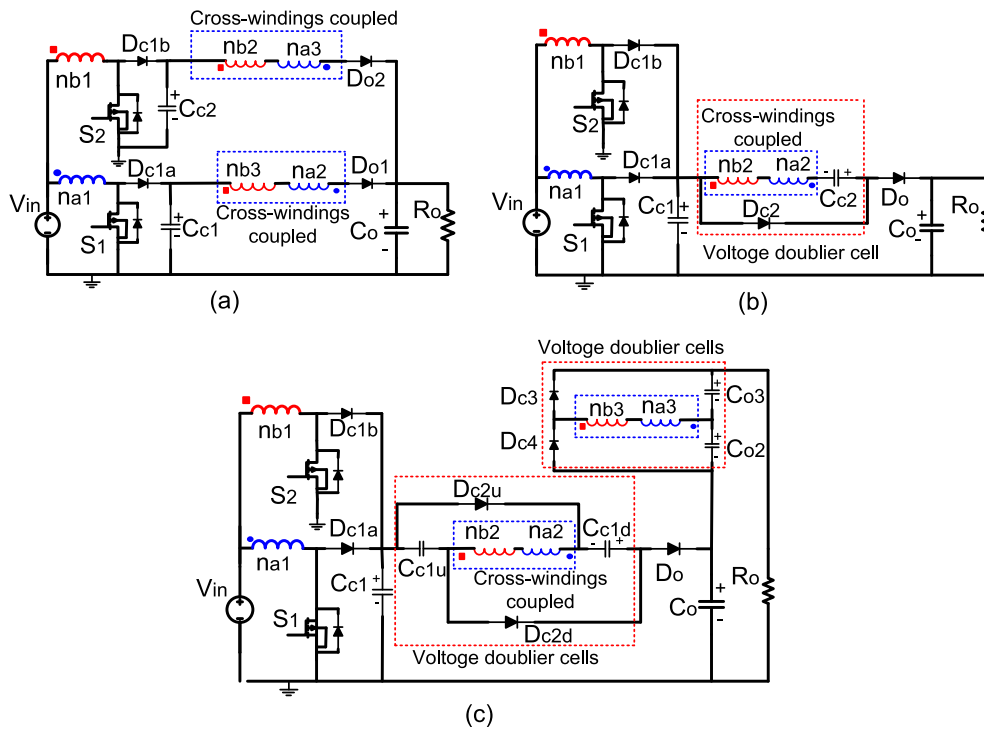 Cross-windings coupled
nb2 na3
Dc1b
Do2
nb1
S2
Cc2
+
-
Dc1a
nb3 na2
Do1
Vin
na1
S1
Cc1
+
-
Cross-windings
coupled
Co
+
-
Ro
(a)
nb1
Dc1b
S2
Cross-windings
coupled
nb2 na2
- +
Cc2
Dc1a
Vin
na1
S1
Cc1
+
-
Dc2
Do
Co
+
-
Ro
Voltage doubler cell
(b)
Voltage doublier cells
Dc3
nb3 na3
Co3
+
-
Dc4
Co2
+
-
nb1
Dc1b
S2
Dc2u
Cc1d
- +
nb2 na2
Dc1a
na1
Cc1u
Cross-windings
coupled
Do
Vin
S1
Cc1
+
-
Dc2d
Co
+
-
Ro
Voltage doublier cells
(c)